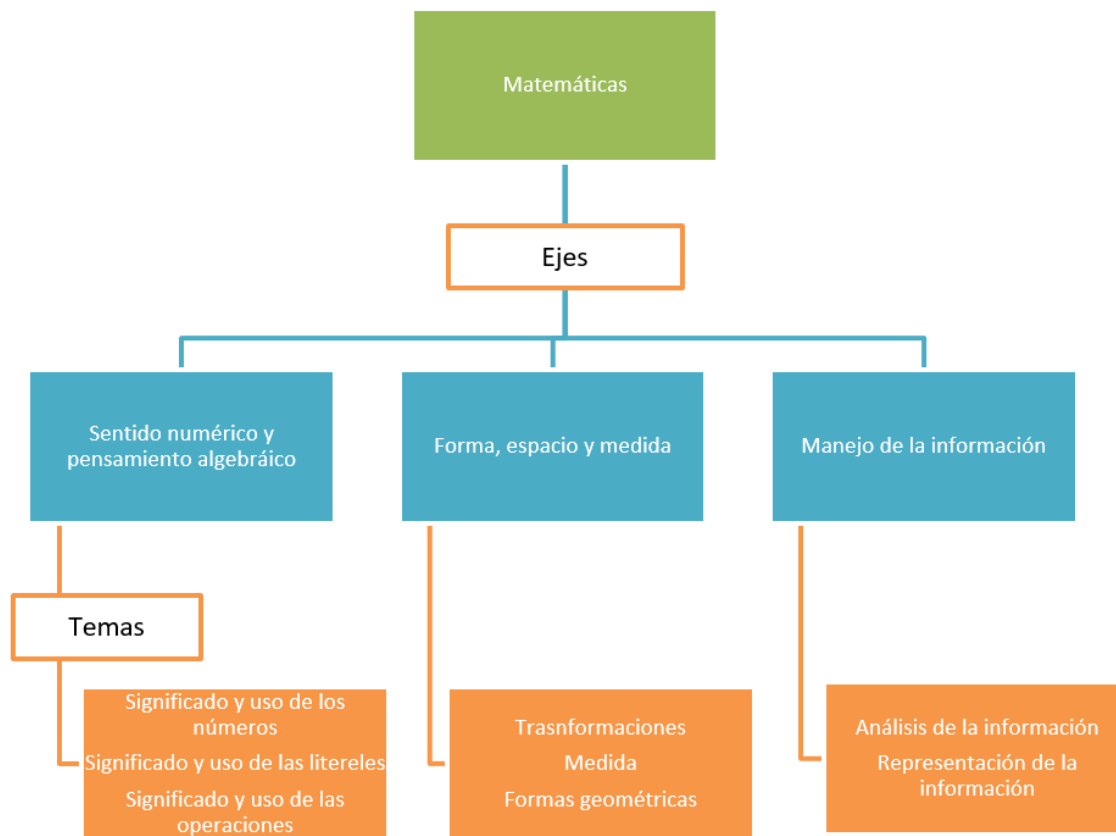 Matemáticas
Ejes
Sentido numérico y
pensamiento algebráico
Forma, espacio y medida
Manejo de la información
Temas
Significado y uso de los
números
Significado y uso de las litereles
Significado y uso de las
operaciones
Trasnformaciones
Medida
Formas geométricas
Análisis de la información
Representación de la
información